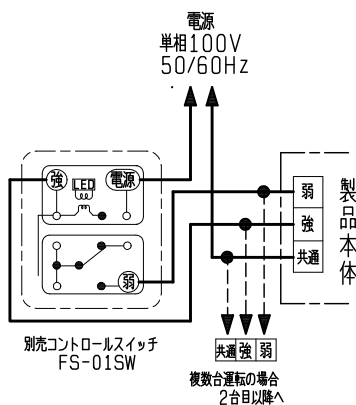 電源
単相100V
50/60Hz
強
LED
電源
弱
弱
強
共通
製品本体
別売コントロールスイッチ
FS-01SW
共通 強 弱
複数台運転の場合
2台目以降へ